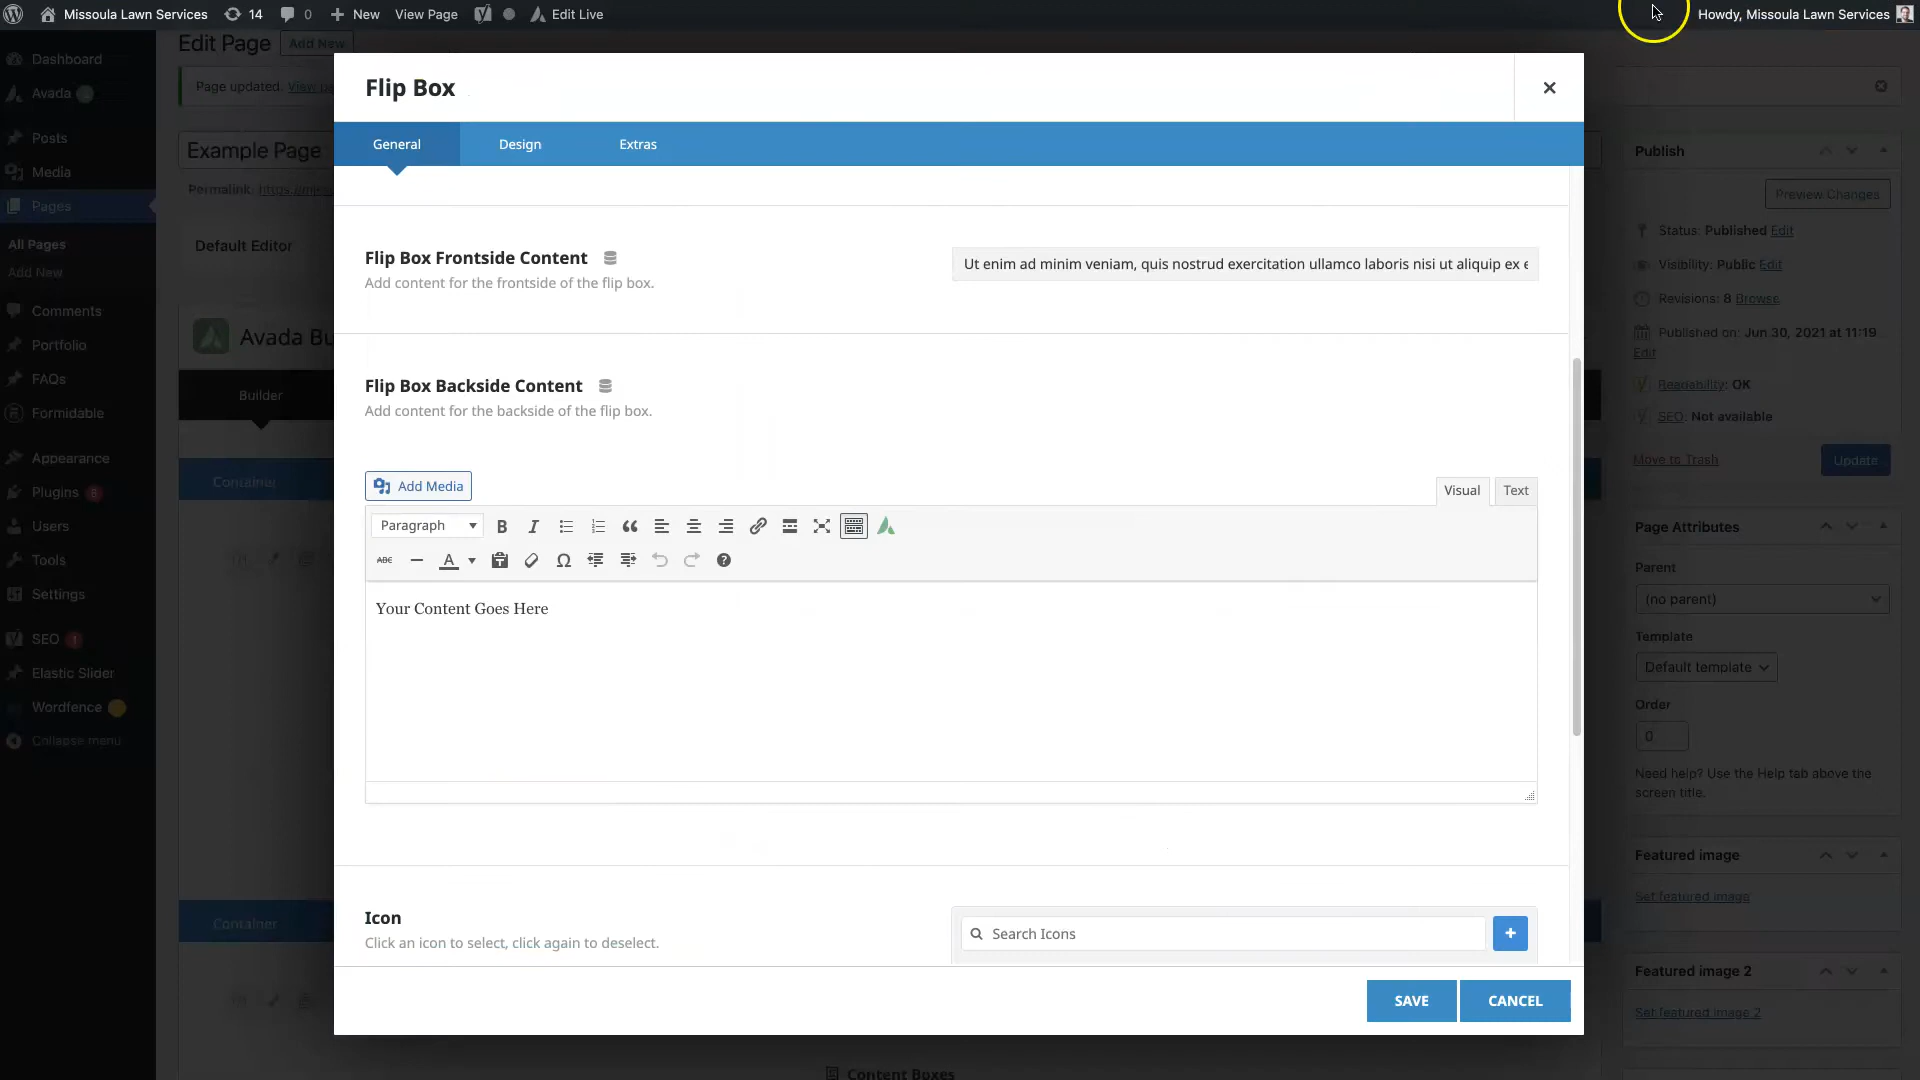 Missoula Lawn Services 14 0 New View Page Edit Live Howdy, Missoula Lawn Services
Edit Page Add New
Dashboard
Page updated. View pa
Avada
Posts
Example Page
Media
Permalink:
Pages
All Pages
Default Editor
Add New
Comments
Avada Bu
Portfolio
FAQs
Builder
Formidable
Appearance
Container
Plugins 8
Users
Tools
Settings
SEO 1
Elastic Slider
Wordfence
Collapse menu
Container
Flip Box
General Design Extras
Flip Box Frontside Content
Add content for the frontside of the flip box.
Ut enim ad minim veniam, quis nostrud exercitation ullamco laboris nisi ut aliquip ex e
Flip Box Backside Content
Add content for the backside of the flip box.
Add Media
Visual Text
Paragraph
ABC
Your Content Goes Here
Icon
Click an icon to select, click again to deselect.
Search Icons
SAVE CANCEL
Content Boxes
Publish
Preview Changes
Status: Published Edit
Visibility: Public Edit
Revisions: 8 Browse
Published on: Jun 30, 2021 at 11:19
Edit
Readability: OK
SEO: Not available
Move to Trash Update
Page Attributes
Parent
(no parent)
Template
Default template
Order
0
Need help? Use the Help tab above the
screen title.
Featured image
Set featured image
Featured image 2
Set featured image 2